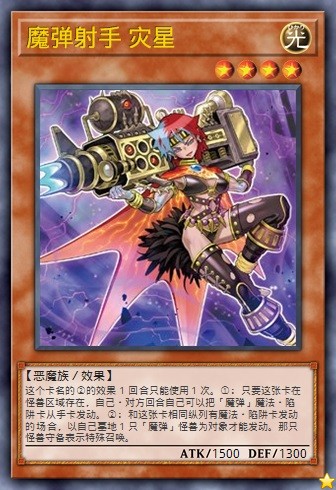 魔弹射手 灾星
光
【恶魔族／效果】
这个卡名的②的效果1回合只能使用1次。①：只要这张卡在
怪兽区域存在，自己·对方回合自己可以把「魔弹」魔法·陷
阱卡从手卡发动。②：和这张卡相同纵列有魔法·陷阱卡发动
的场合，以自己墓地1只「魔弹」怪兽为对象才能发动。那只
怪兽守备表示特殊召唤。
ATK/1500 DEF/1300